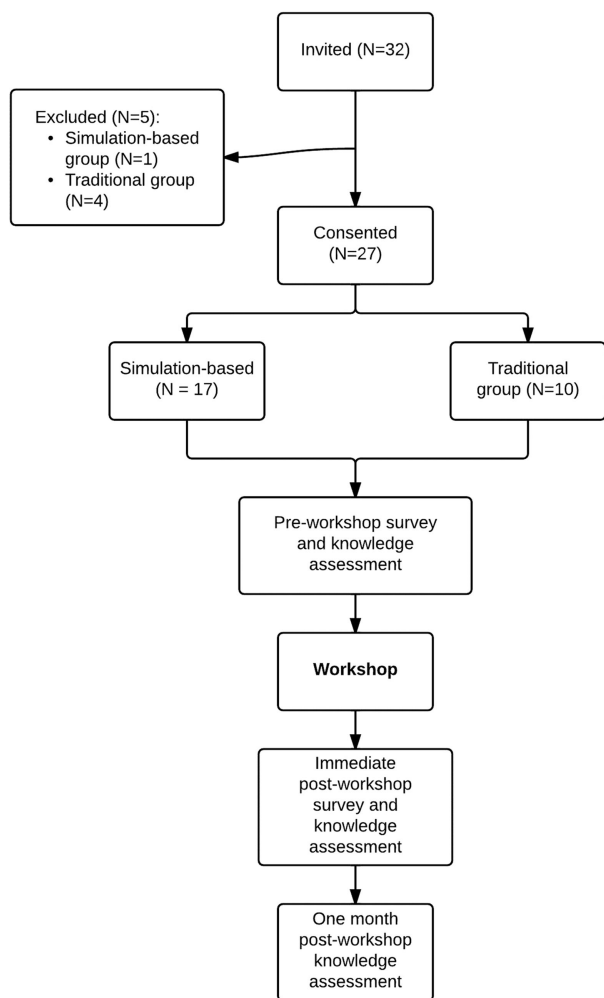 Invited (N=32)
Excluded (N=5):
• Simulation-based
group (N=1)
• Traditional group
(N=4)
Consented
(N=27)
Simulation-based
(N = 17)
Traditional
group (N=10)
Pre-workshop survey
and knowledge
assessment
Workshop
Immediate
post-workshop
survey and
knowledge
assessment
One month
post-workshop
knowledge
assessment